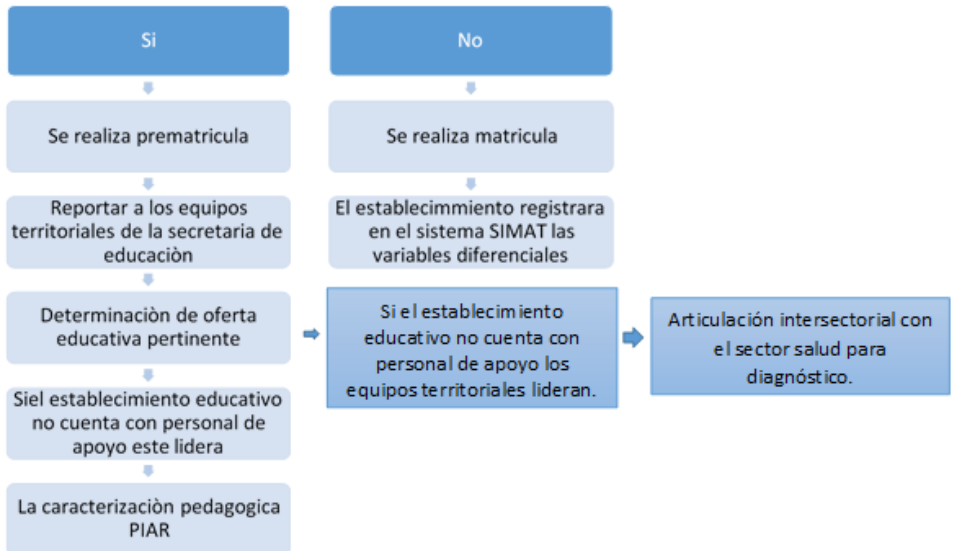 Si
Se realiza prematricula
Reportar a los equipos
territoriales de la secretaria de
educaciòn
Determinaciòn de oferta
educativa pertinente
Siel establecimiento educativo
no cuenta con personal de
apoyo este lidera
La caracterizaciòn pedagogica
PIAR
No
Se realiza matricula
El establecimmiento registrara
en el sistema SIMAT las
variables diferenciales
Si el establecimiento
educativo no cuenta con
personal de apoyo los
equipos territoriales lideran.
Articulación intersectorial con
el sector salud para
diagnóstico.